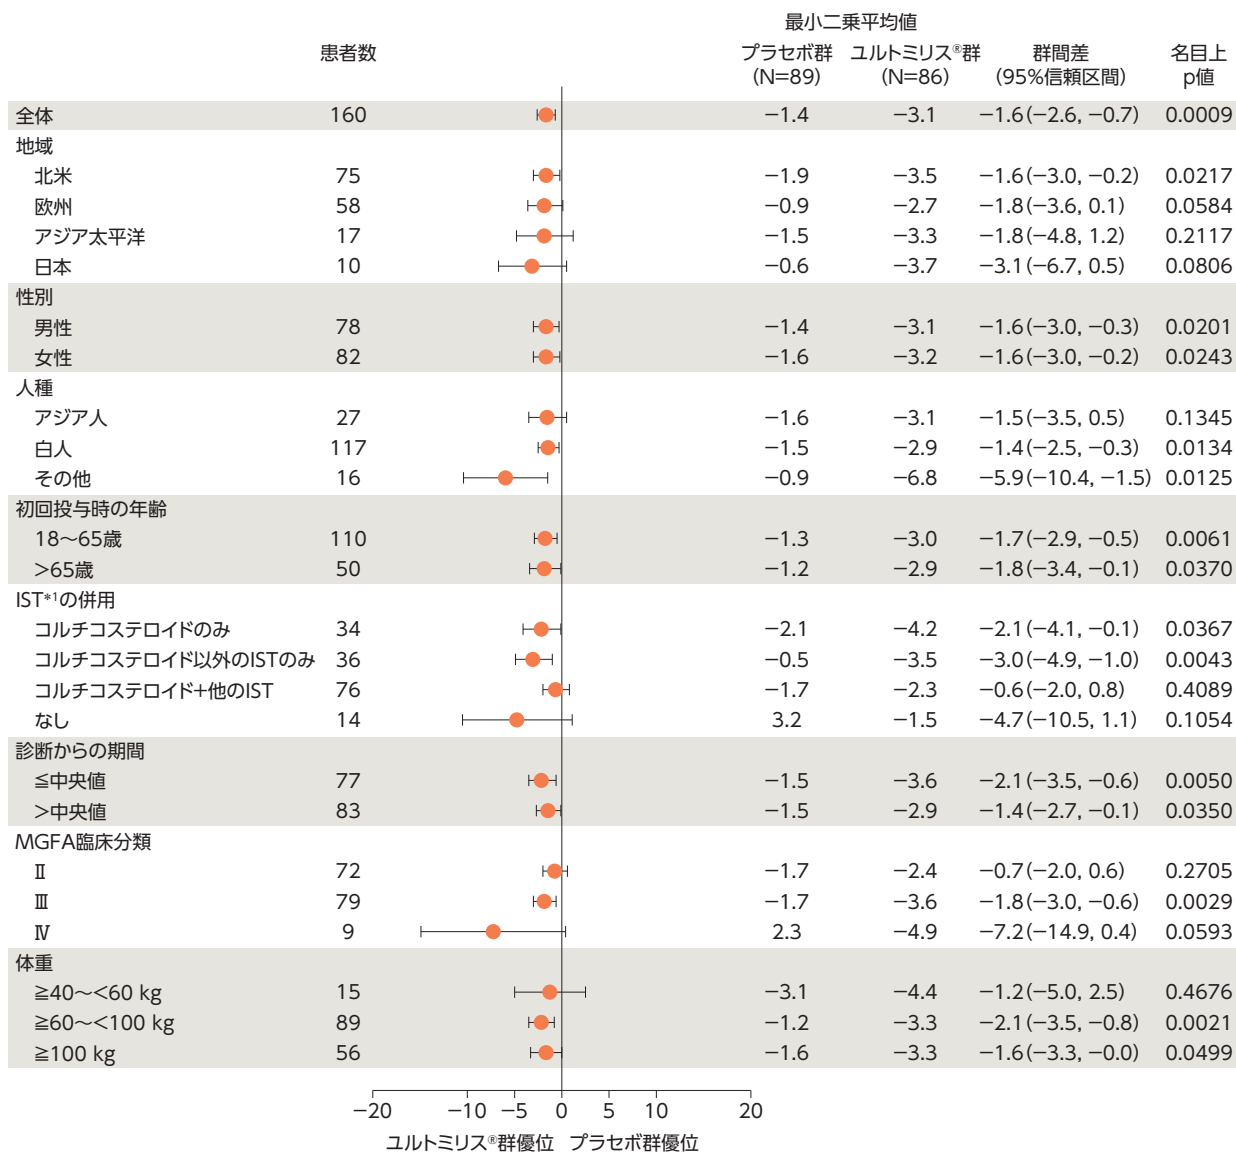 最小二乗平均値
患者数 プラセボ群 ユルトミリス®群 群間差 名目上
(N=89) (N=86) (95%信頼区間) p値
全体 160 −1.4 −3.1 −1.6(−2.6, −0.7) 0.0009
地域
北米 75 −1.9 −3.5 −1.6(−3.0, −0.2) 0.0217
欧州 58 −0.9 −2.7 −1.8(−3.6, 0.1) 0.0584
アジア太平洋 17 −1.5 −3.3 −1.8(−4.8, 1.2) 0.2117
日本 10 −0.6 −3.7 −3.1(−6.7, 0.5) 0.0806
性別
男性 78 −1.4 −3.1 −1.6(−3.0, −0.3) 0.0201
女性 82 −1.6 −3.2 −1.6(−3.0, −0.2) 0.0243
人種
アジア人 27 −1.6 −3.1 −1.5(−3.5, 0.5) 0.1345
白人 117 −1.5 −2.9 −1.4(−2.5, −0.3) 0.0134
その他 16 −0.9 −6.8 −5.9(−10.4, −1.5) 0.0125
初回投与時の年齢
18〜65歳 110 −1.3 −3.0 −1.7(−2.9, −0.5) 0.0061
>65歳 50 −1.2 −2.9 −1.8(−3.4, −0.1) 0.0370
IST*1の併用
コルチコステロイドのみ 34 −2.1 −4.2 −2.1(−4.1, −0.1) 0.0367
コルチコステロイド以外のISTのみ 36 −0.5 −3.5 −3.0(−4.9, −1.0) 0.0043
コルチコステロイド+他のIST 76 −1.7 −2.3 −0.6(−2.0, 0.8) 0.4089
なし 14 3.2 −1.5 −4.7(−10.5, 1.1) 0.1054
診断からの期間
≦中央値 77 −1.5 −3.6 −2.1(−3.5, −0.6) 0.0050
>中央値 83 −1.5 −2.9 −1.4(−2.7, −0.1) 0.0350
MGFA臨床分類
Ⅱ 72 −1.7 −2.4 −0.7(−2.0, 0.6) 0.2705
Ⅲ 79 −1.7 −3.6 −1.8(−3.0, −0.6) 0.0029
Ⅳ 9 2.3 −4.9 −7.2(−14.9, 0.4) 0.0593
体重
≧40〜<60 kg 15 −3.1 −4.4 −1.2(−5.0, 2.5) 0.4676
≧60〜<100 kg 89 −1.2 −3.3 −2.1(−3.5, −0.8) 0.0021
≧100 kg 56 −1.6 −3.3 −1.6(−3.3, −0.0) 0.0499
−20 −10 −5 0 5 10 20
ユルトミリス®群優位 プラセボ群優位